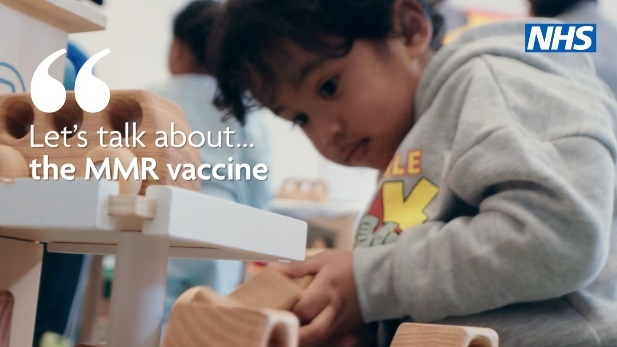 NHS
“
Let’s talk about...
the MMR vaccine